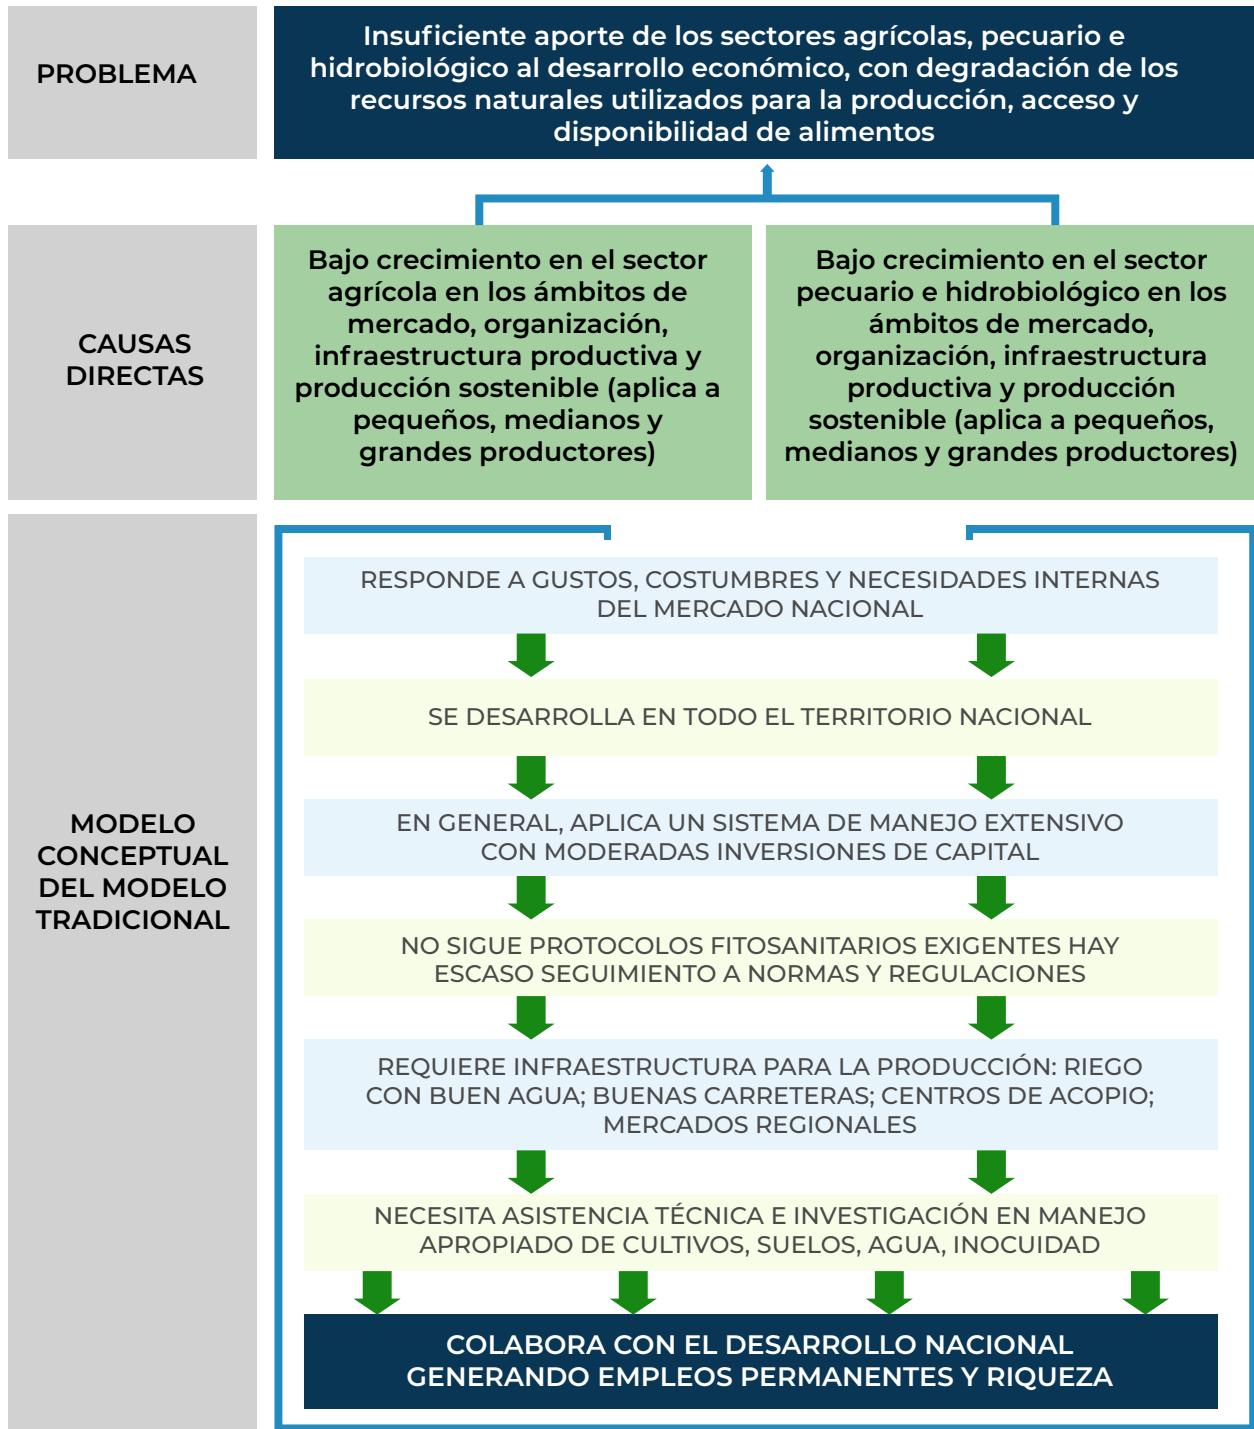 PROBLEMA
Insuficiente aporte de los sectores agrícolas, pecuario e
hidrobiológico al desarrollo económico, con degradación de los
recursos naturales utilizados para la producción, acceso y
disponibilidad de alimentos
CAUSAS
DIRECTAS
Bajo crecimiento en el sector
agrícola en los ámbitos de
mercado, organización,
infraestructura productiva y
producción sostenible (aplica a
pequeños, medianos y
grandes productores)
Bajo crecimiento en el sector
pecuario e hidrobiológico en los
ámbitos de mercado,
organización, infraestructura
productiva y producción
sostenible (aplica a pequeños,
medianos y grandes productores)
MODELO
CONCEPTUAL
DEL MODELO
TRADICIONAL
RESPONDE A GUSTOS, COSTUMBRES Y NECESIDADES INTERNAS
DEL MERCADO NACIONAL
SE DESARROLLA EN TODO EL TERRITORIO NACIONAL
EN GENERAL, APLICA UN SISTEMA DE MANEJO EXTENSIVO
CON MODERADAS INVERSIONES DE CAPITAL
NO SIGUE PROTOCOLOS FITOSANITARIOS EXIGENTES HAY
ESCASO SEGUIMIENTO A NORMAS Y REGULACIONES
REQUIERE INFRAESTRUCTURA PARA LA PRODUCCIÓN: RIEGO
CON BUEN AGUA; BUENAS CARRETERAS; CENTROS DE ACOPIO;
MERCADOS REGIONALES
NECESITA ASISTENCIA TÉCNICA E INVESTIGACIÓN EN MANEJO
APROPIADO DE CULTIVOS, SUELOS, AGUA, INOCUIDAD
COLABORA CON EL DESARROLLO NACIONAL
GENERANDO EMPLEOS PERMANENTES Y RIQUEZA